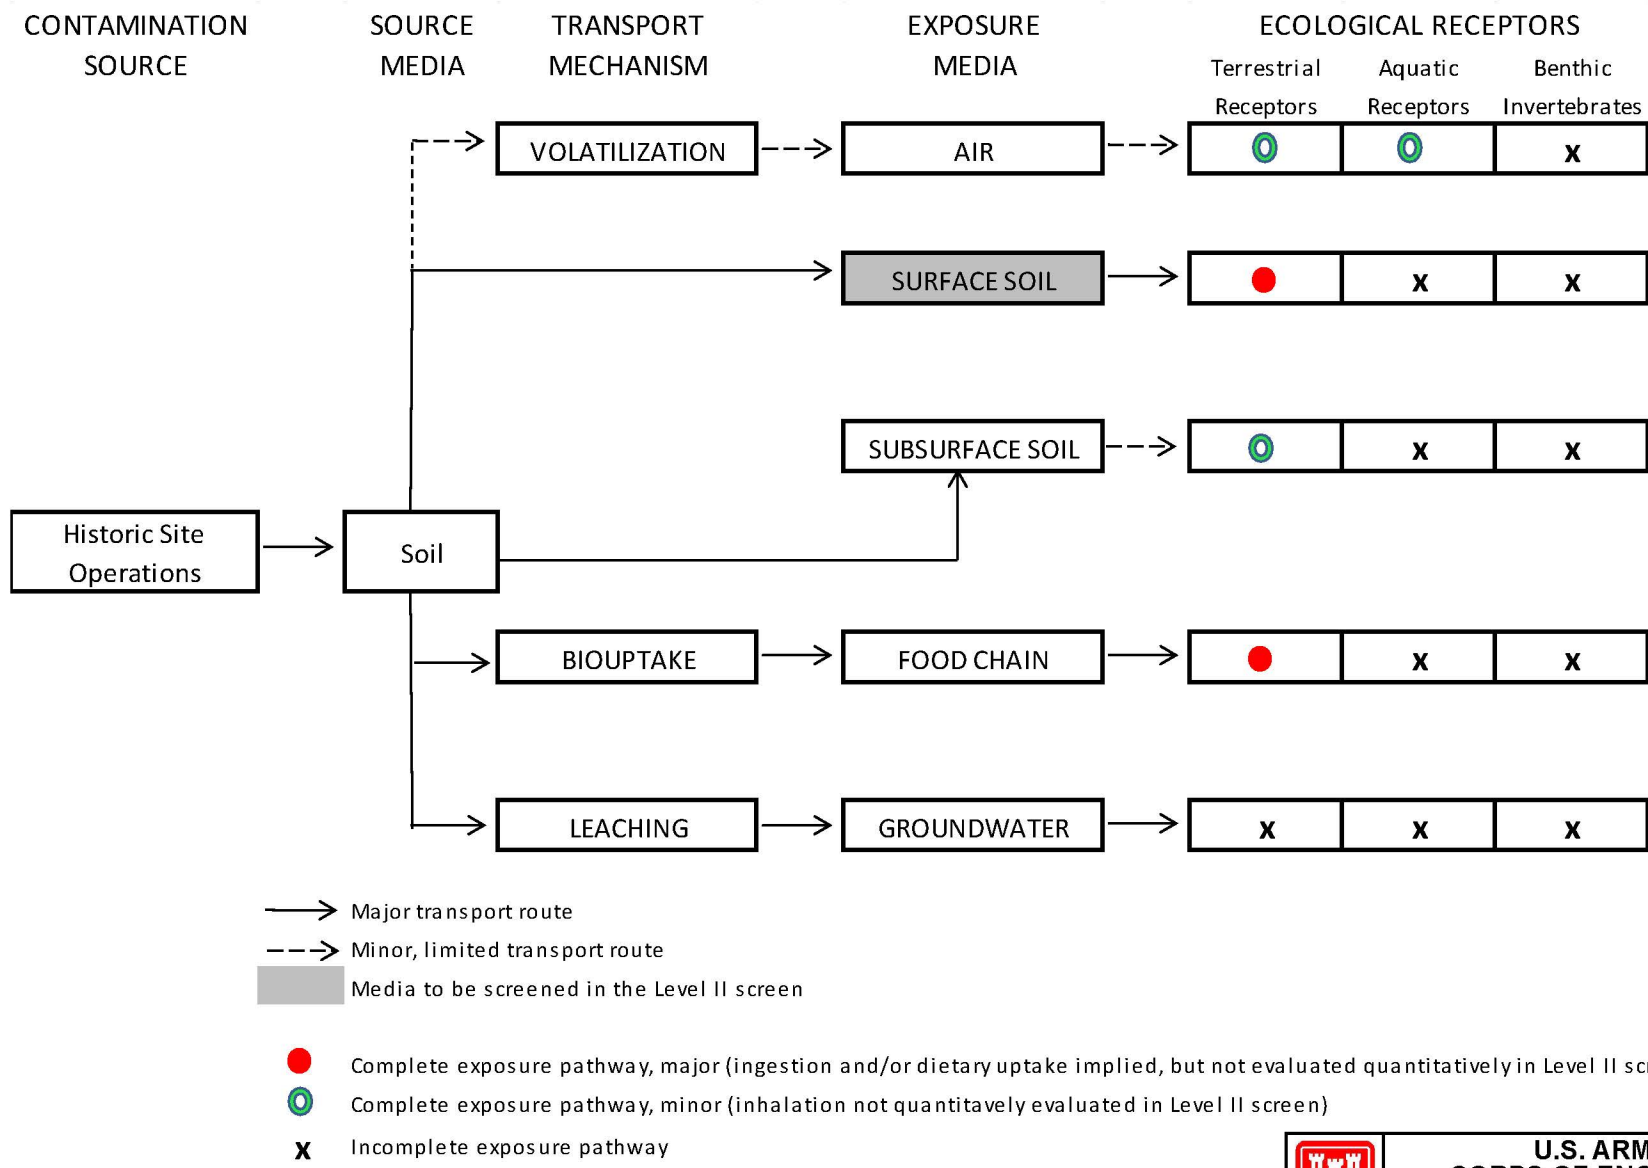 CONTAMINATION SOURCE MEDIA TRANSPORT EXPOSURE ECOLOGICAL RECEPTORS
SOURCE MEDIA MECHANISM MEDIA
Terrestrial Aquatic Benthic
Receptors Receptors Invertebrates
VOLATILIZATION AIR x
SURFACE SOIL x x
SUBSURFACE SOIL x x
Historic Site
Operations
Soil
BIOUPTAKE FOOD CHAIN x x
LEACHING GROUNDWATER x x x
Major transport route
Minor, limited transport route
Media to be screened in the Level II screen
Complete exposure pathway, major (ingestion and/or dietary uptake implied, but not evaluated quantitatively in Level II
Complete exposure pathway, minor (inhalation not quantitavely evaluated in Level II screen)
x Incomplete exposure pathway
U.S.
CORPS OF